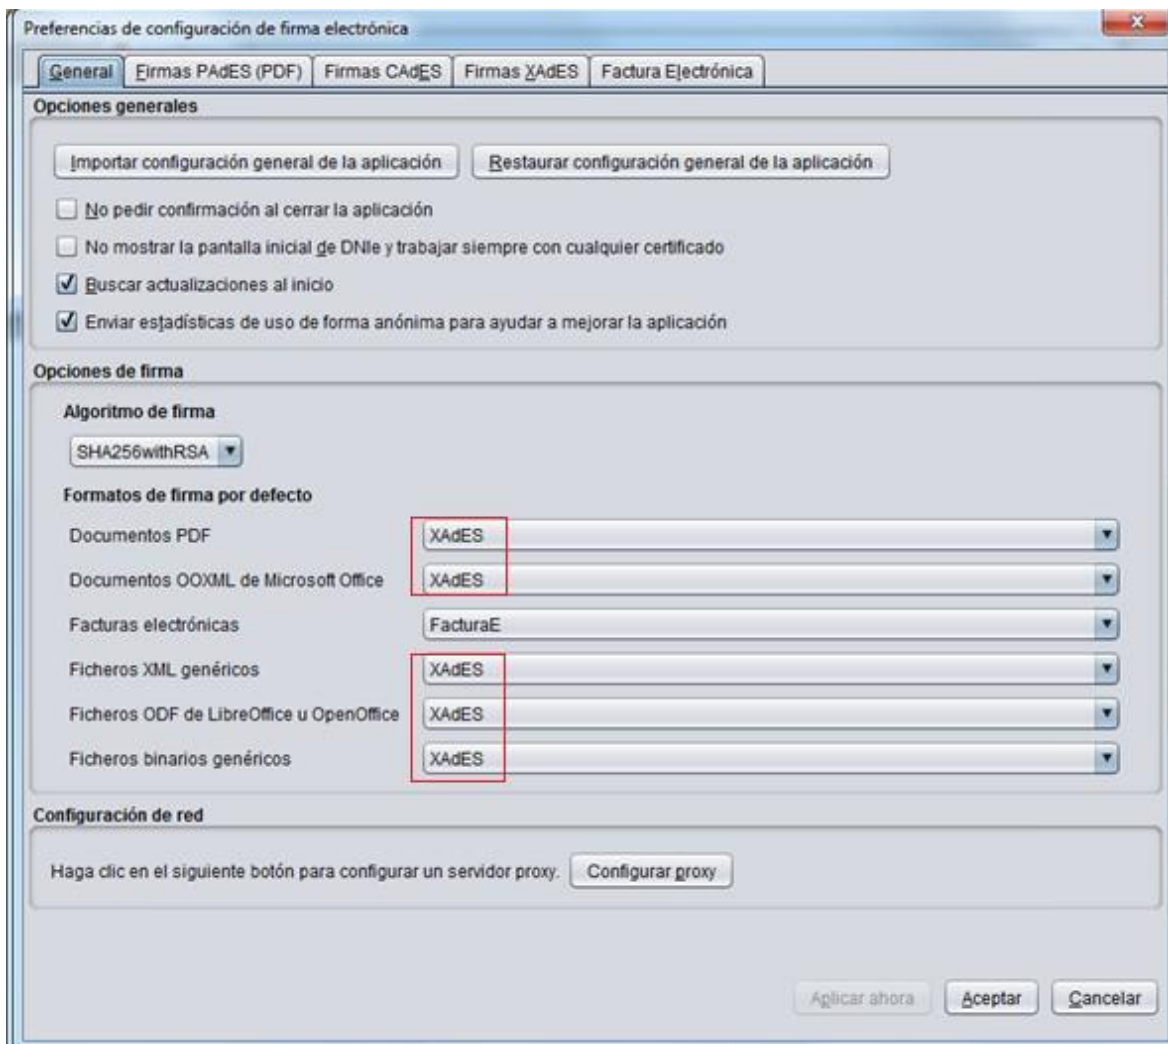 Preferencias de configuración de firma electrónica
General Firmas PAdES (PDF) Firmas CAdES Firmas XAdES Factura Electrónica
Opciones generales
Importar configuración general de la aplicación Restaurar configuración general de la aplicación
No pedir confirmación al cerrar la aplicación
No mostrar la pantalla inicial de DNIe y trabajar siempre con cualquier certificado
Buscar actualizaciones al inicio
Enviar estadísticas de uso de forma anónima para ayudar a mejorar la aplicación
Opciones de firma
Algoritmo de firma
SHA256withRSA
Formatos de firma por defecto
Documentos PDF XAdES
Documentos OOXML de Microsoft Office XAdES
Facturas electrónicas FacturaE
Ficheros XML genéricos XAdES
Ficheros ODF de LibreOffice u OpenOffice XAdES
Ficheros binarios genéricos XAdES
Configuración de red
Haga clic en el siguiente botón para configurar un servidor proxy. Configurar proxy
Aplicar ahora Aceptar Cancelar